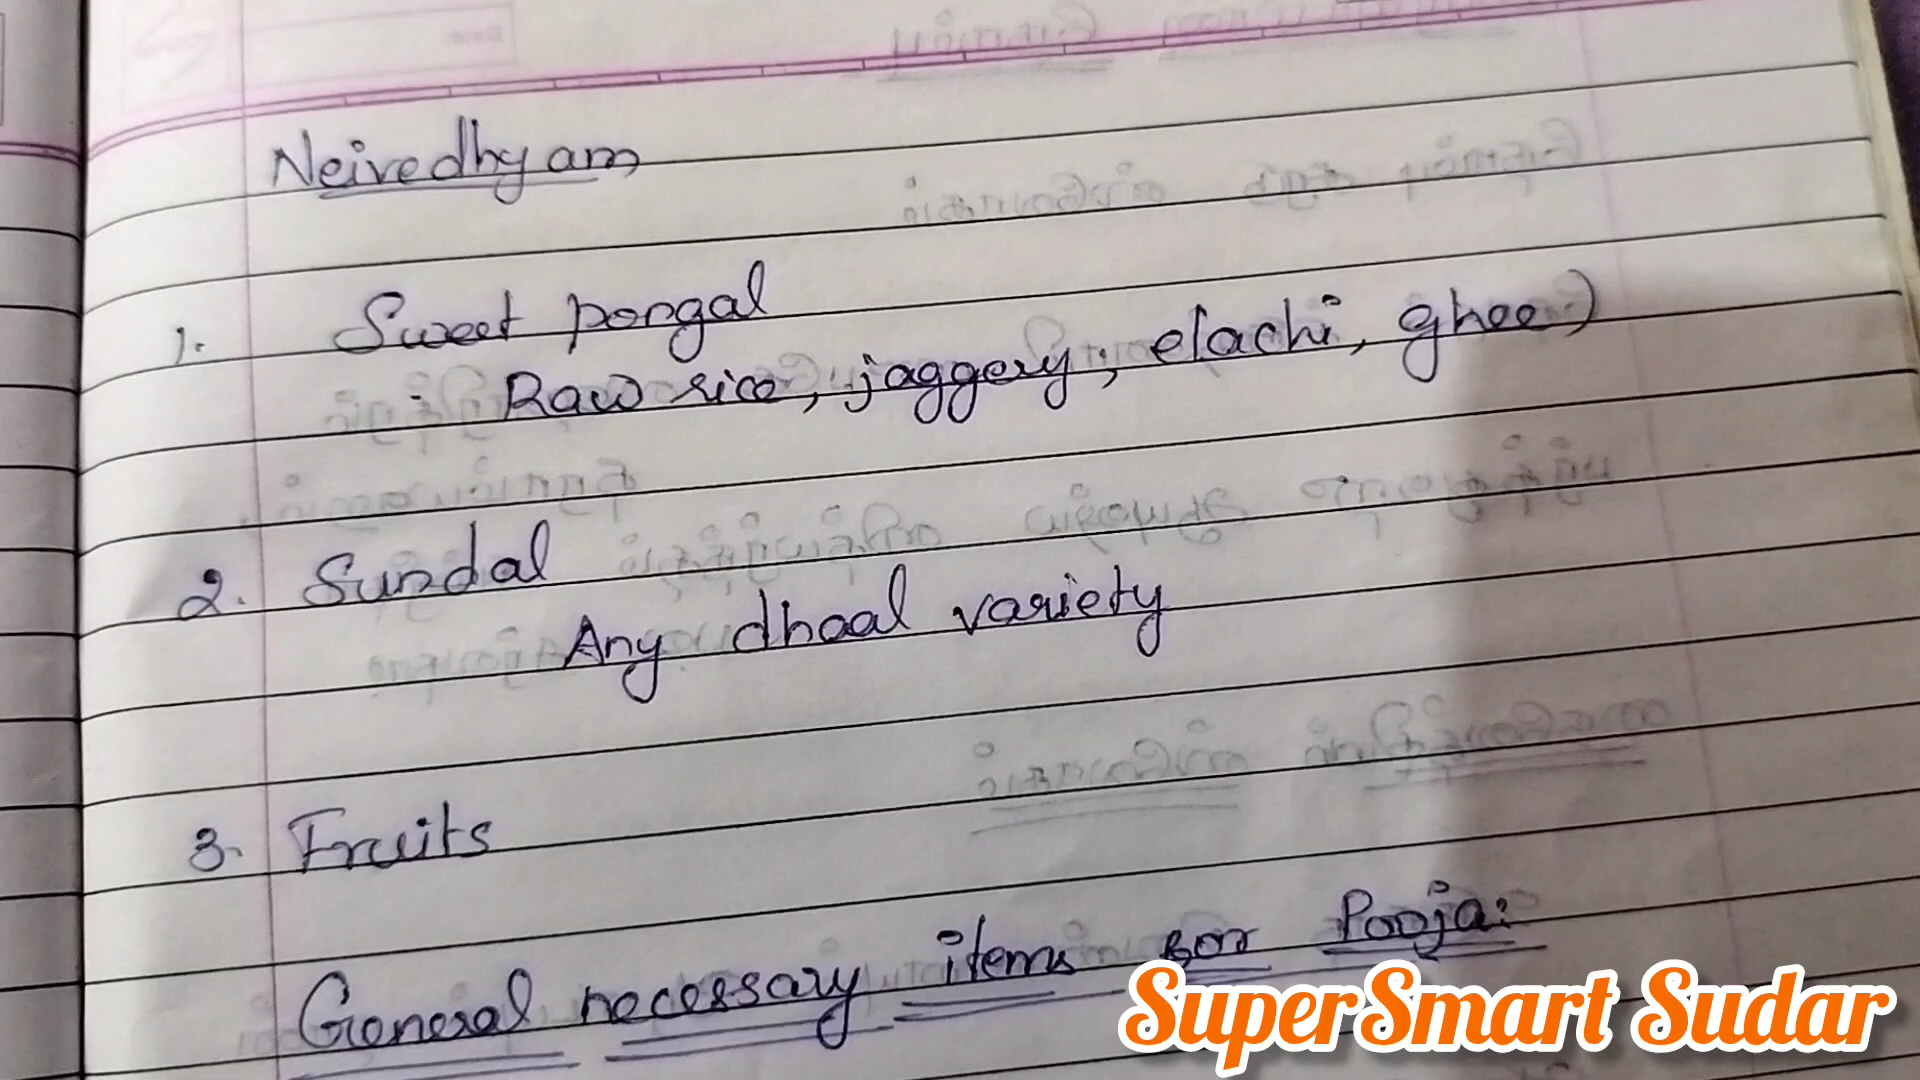 Neivedhyam
1. Sweet pongal
Raw rice, jaggery, elachi, ghee)
2. Sundal
Any dhaal variety
3. Fruits
General necessary items for Pooja:
SuperSmart Sudar